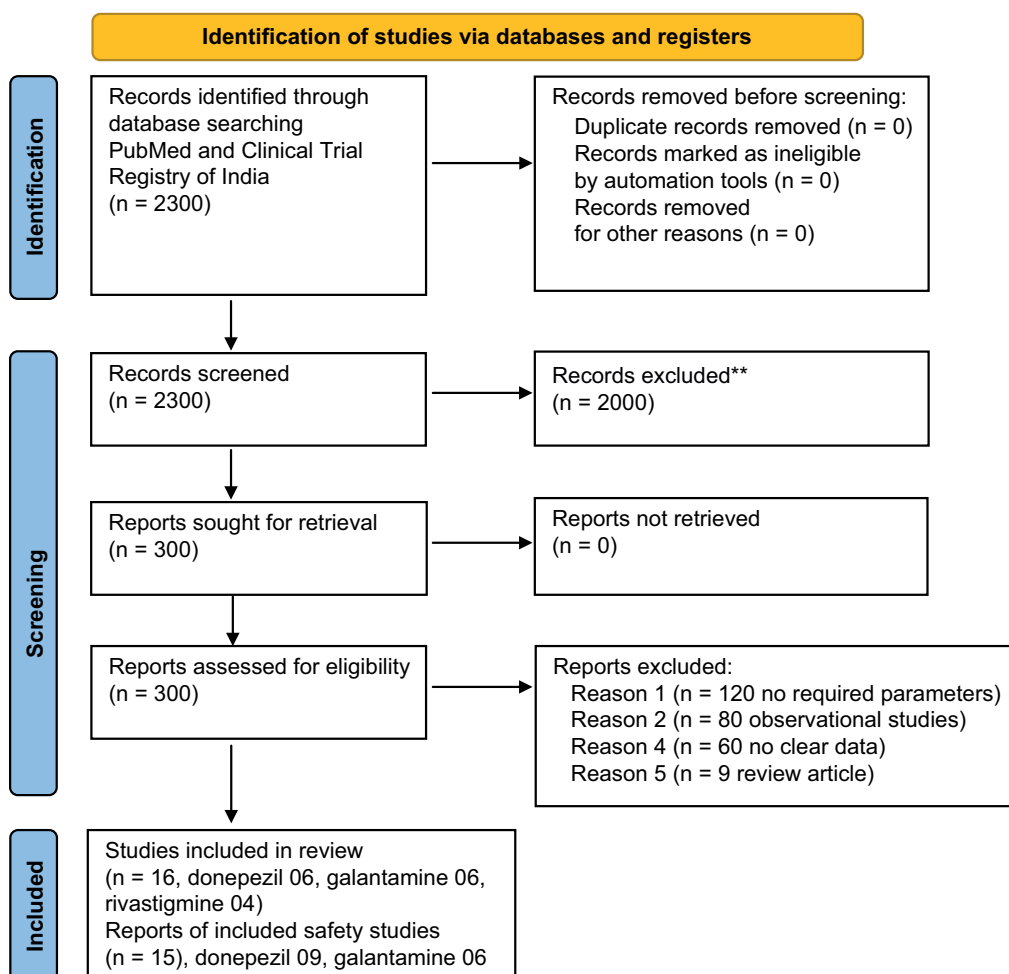 Identification of studies via databases and registers
Identification
Records identified through
database searching
PubMed and Clinical Trial
Registry of India
(n = 2300)
Records removed before screening:
Duplicate records removed (n = 0)
Records marked as ineligible
by automation tools (n = 0)
Records removed
for other reasons (n = 0)
Screening
Records screened
(n = 2300)
Records excluded**
(n = 2000)
Reports sought for retrieval
(n = 300)
Reports not retrieved
(n = 0)
Reports assessed for eligibility
(n = 300)
Reports excluded:
Reason 1 (n = 120 no required parameters)
Reason 2 (n = 80 observational studies)
Reason 4 (n = 60 no clear data)
Reason 5 (n = 9 review article)
Included
Studies included in review
(n = 16, donepezil 06, galantamine 06,
rivastigmine 04)
Reports of included safety studies
(n = 15), donepezil 09, galantamine 06